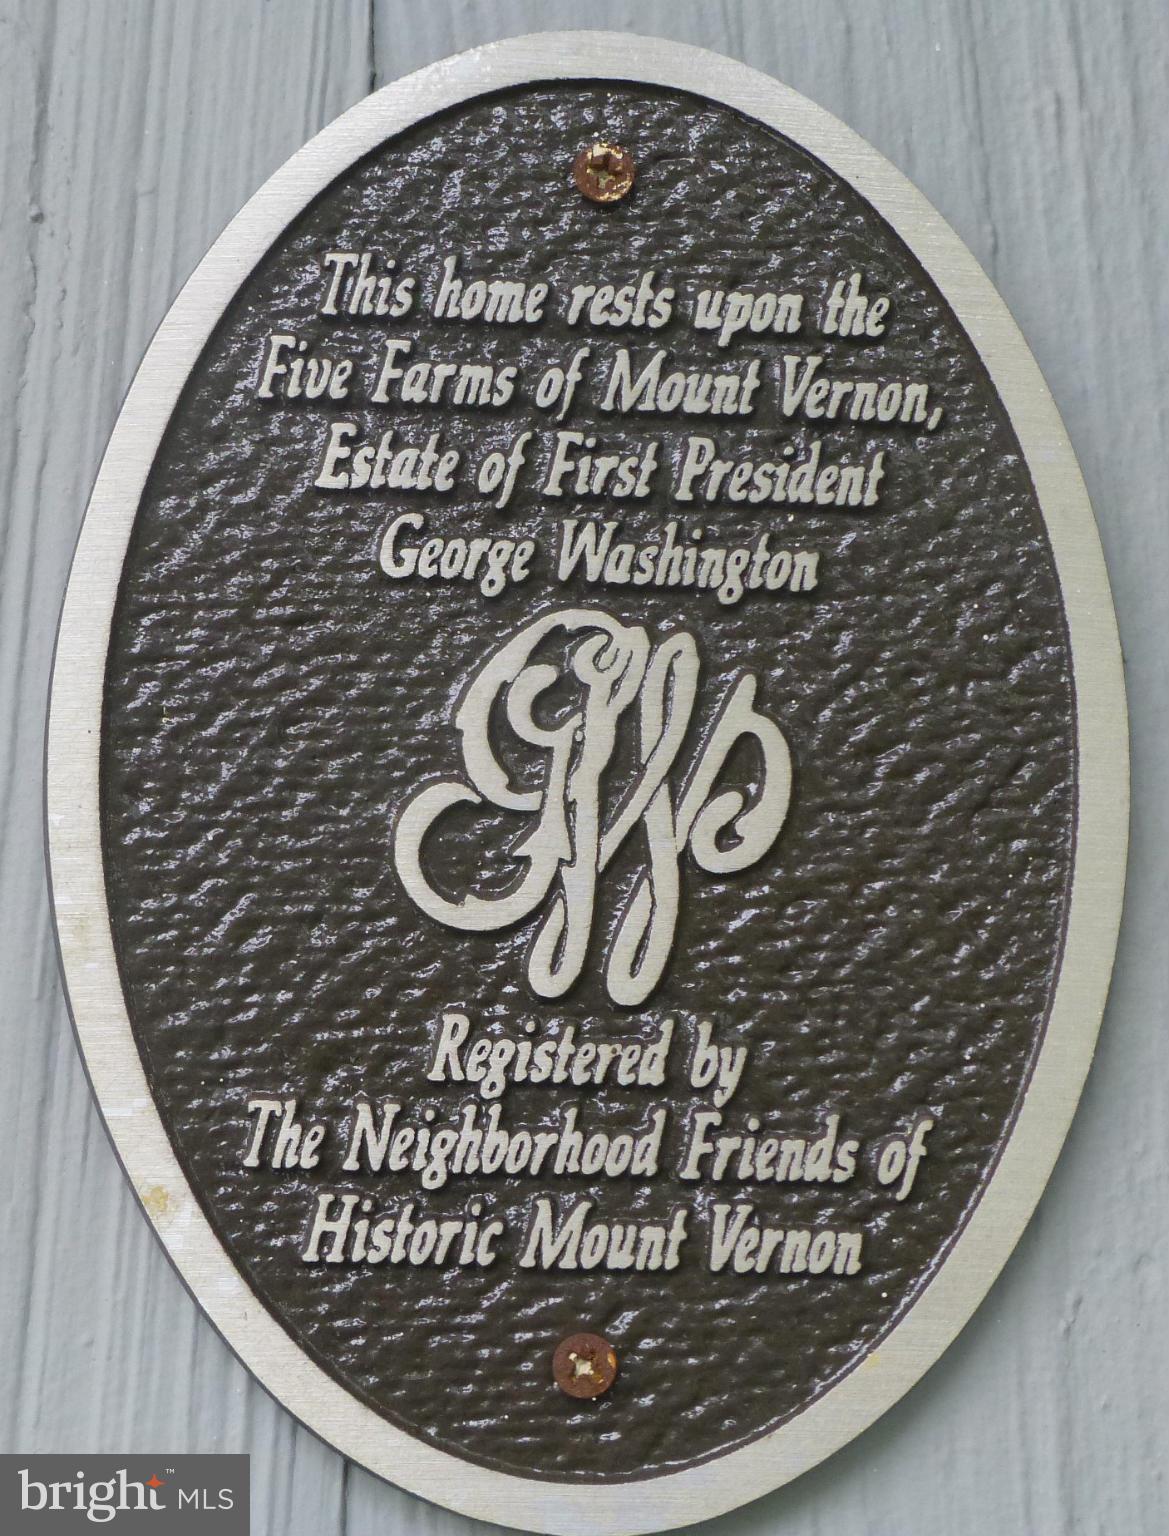 This home rests upon the
Five Farms of Mount Vernon,
Estate of First President
George Washington
GW
Registered by
The Neighborhood Friends of
Historic Mount Vernon
bright™ MLS